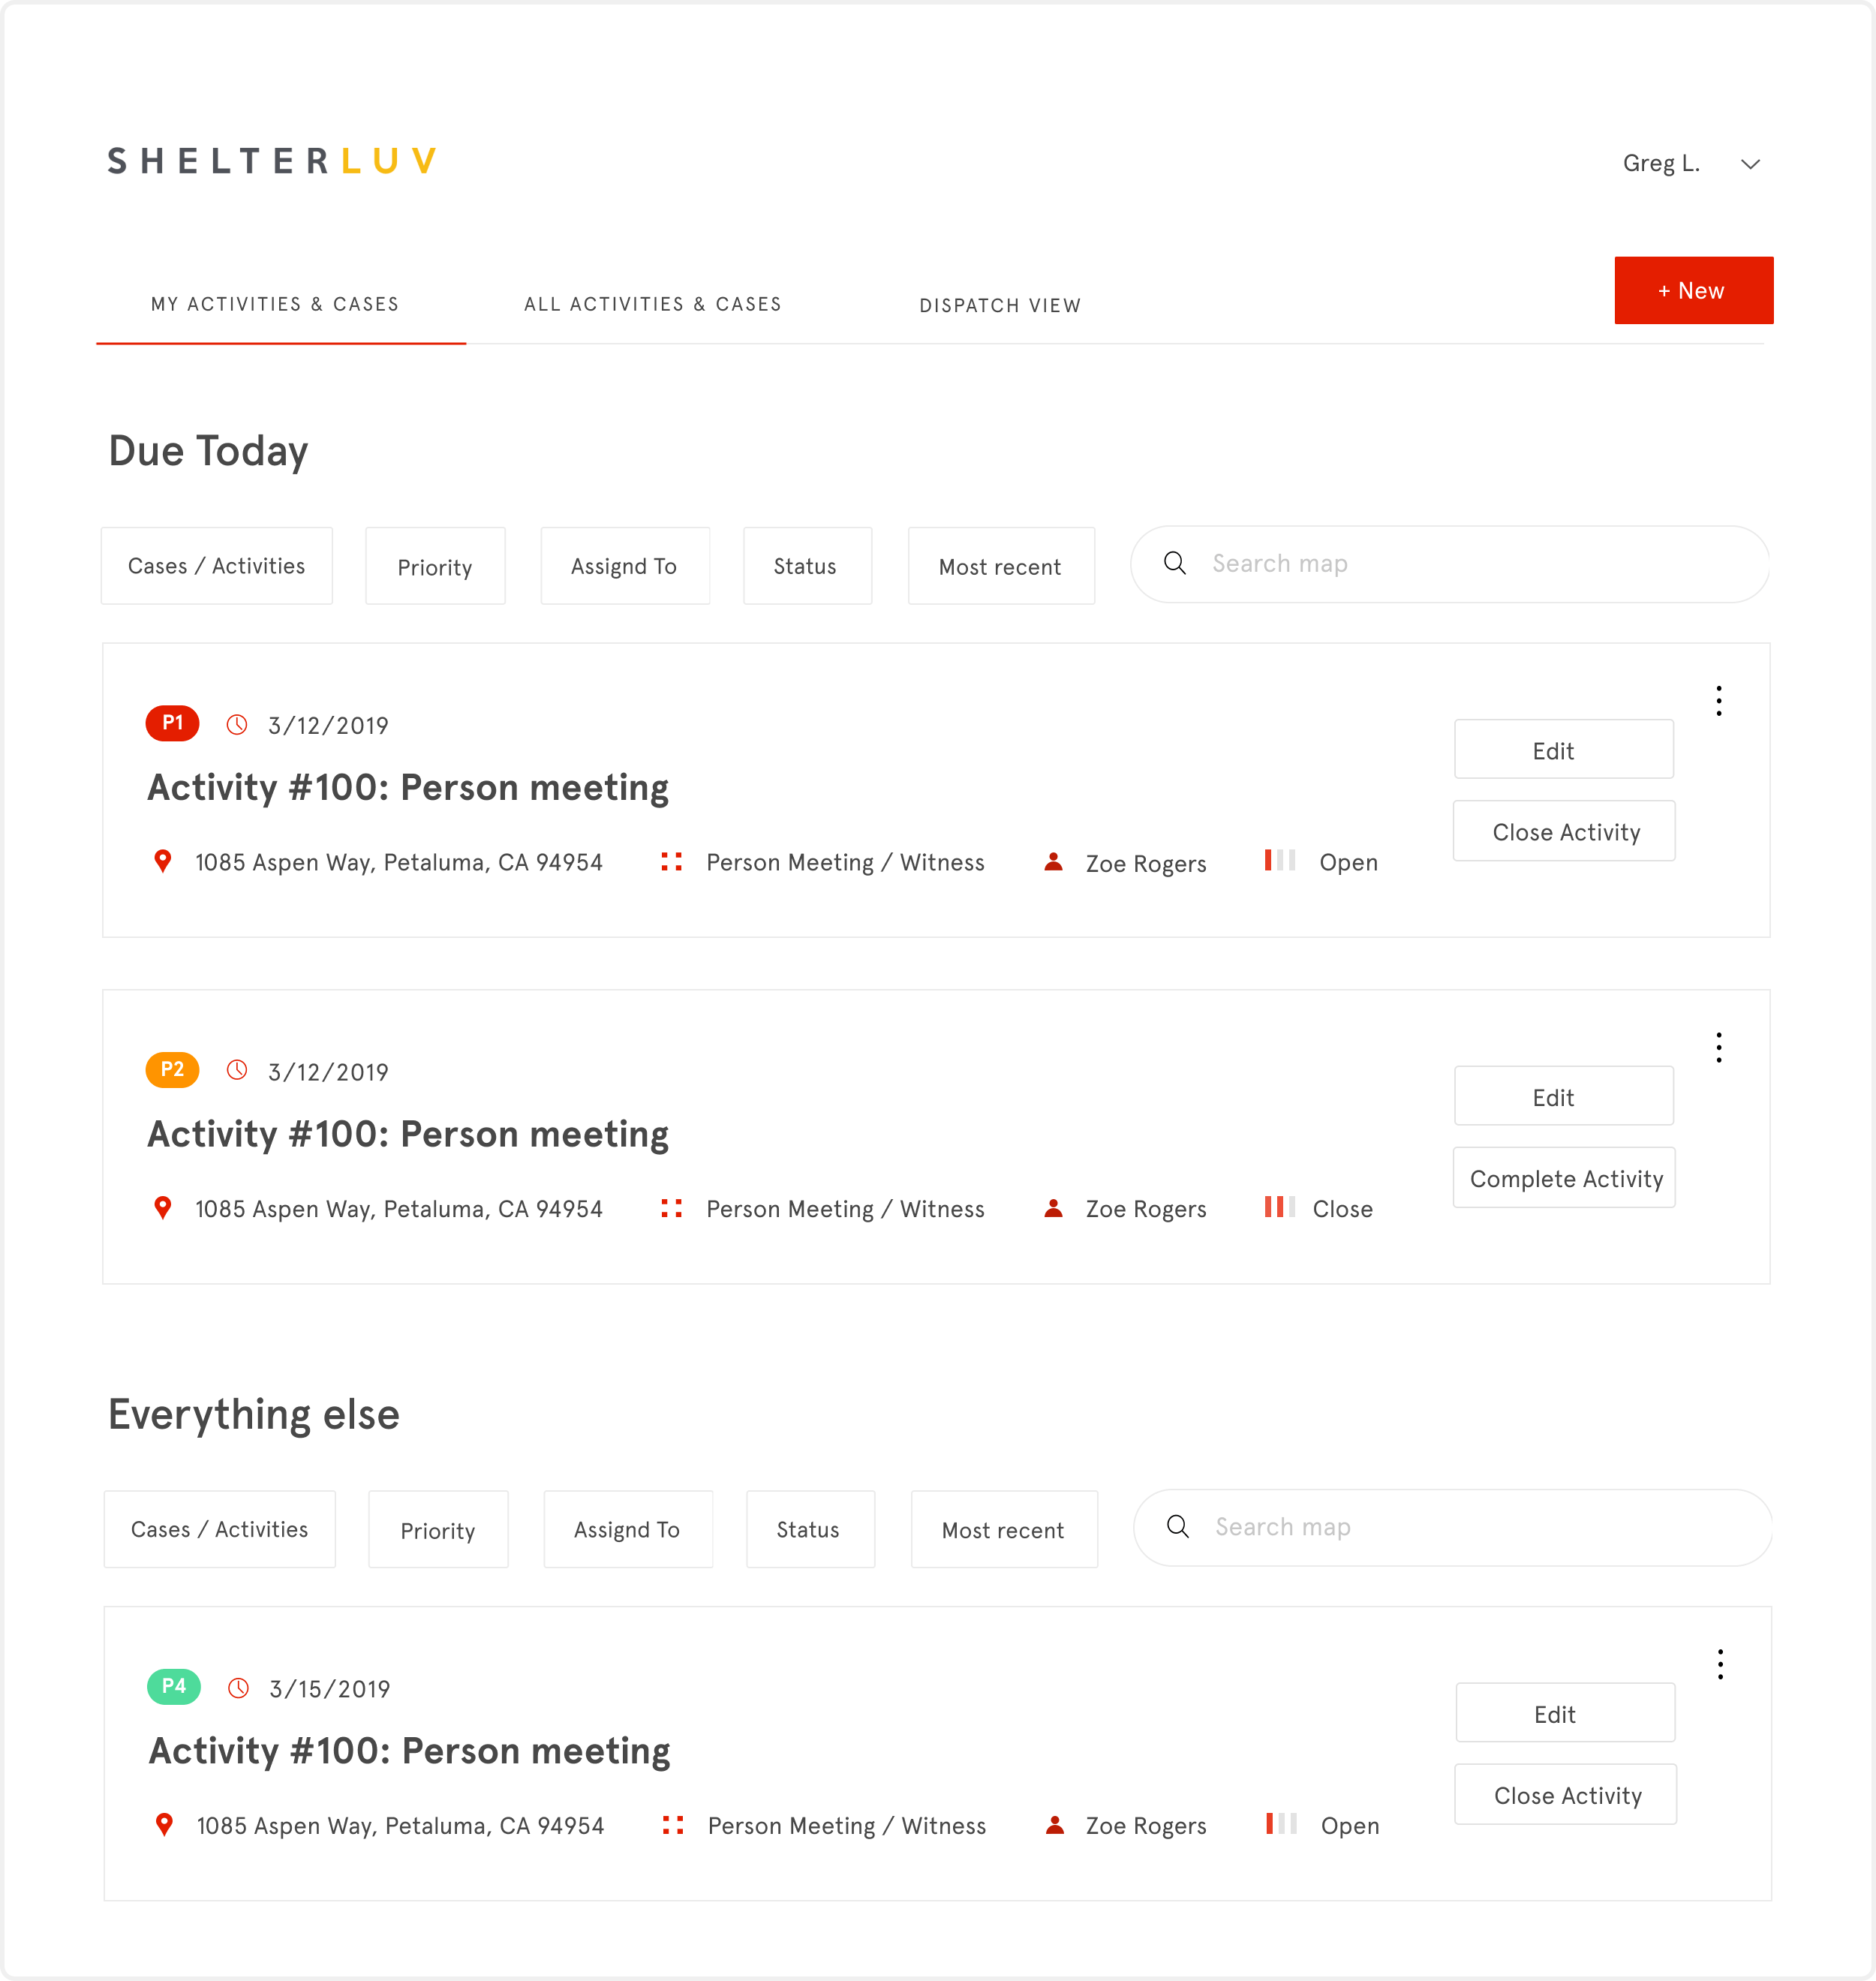 SHELTERLUV
Greg L.
MY ACTIVITIES & CASES ALL ACTIVITIES & CASES DISPATCH VIEW + New
Due Today
Cases / Activities Priority Assignd To Status Most recent Search map
P1 3/12/2019
Edit
Activity #100: Person meeting
Close Activity
1085 Aspen Way, Petaluma, CA 94954 Person Meeting / Witness Zoe Rogers Open
P2 3/12/2019
Edit
Activity #100: Person meeting
Complete Activity
1085 Aspen Way, Petaluma, CA 94954 Person Meeting / Witness Zoe Rogers Close
Everything else
Cases / Activities Priority Assignd To Status Most recent Search map
P4 3/15/2019
Edit
Activity #100: Person meeting
Close Activity
1085 Aspen Way, Petaluma, CA 94954 Person Meeting / Witness Zoe Rogers Open